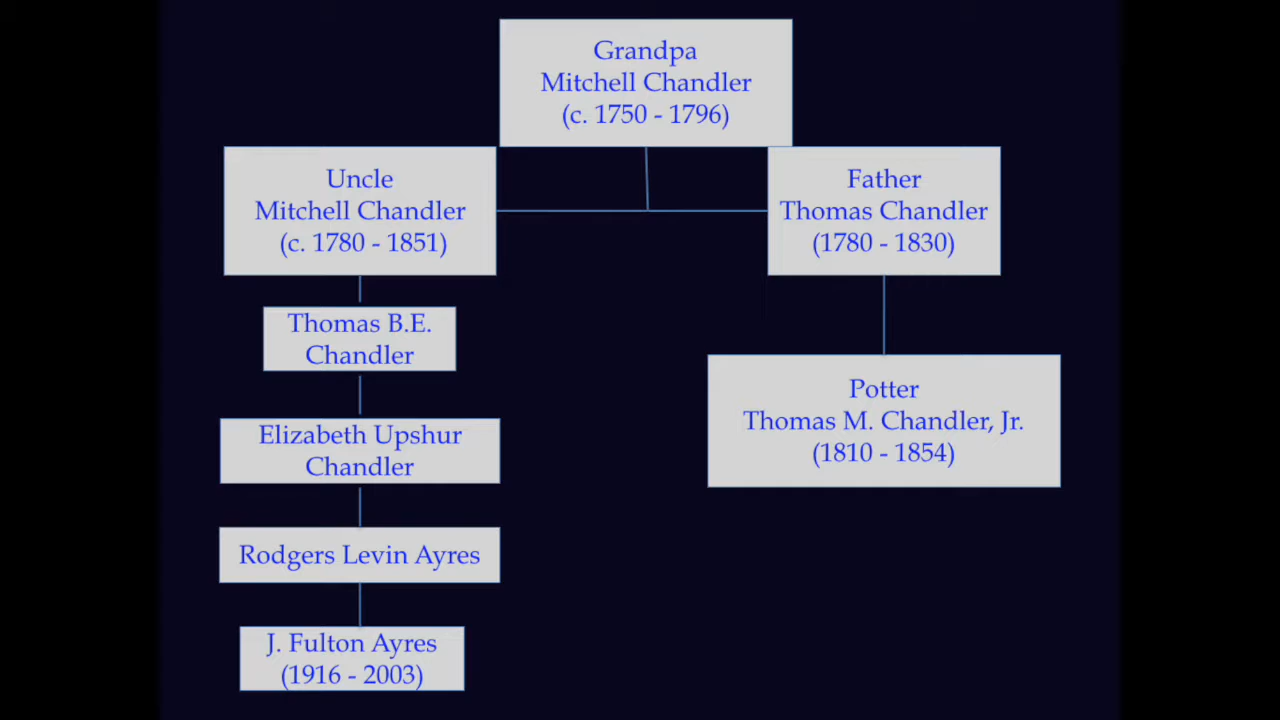 Grandpa
Mitchell Chandler
(c. 1750 - 1796)
Uncle
Mitchell Chandler
(c. 1780 - 1851)
Father
Thomas Chandler
(1780 - 1830)
Thomas B.E.
Chandler
Elizabeth Upshur
Chandler
Rodgers Levin Ayres
J. Fulton Ayres
(1916 - 2003)
Potter
Thomas M. Chandler, Jr.
(1810 - 1854)